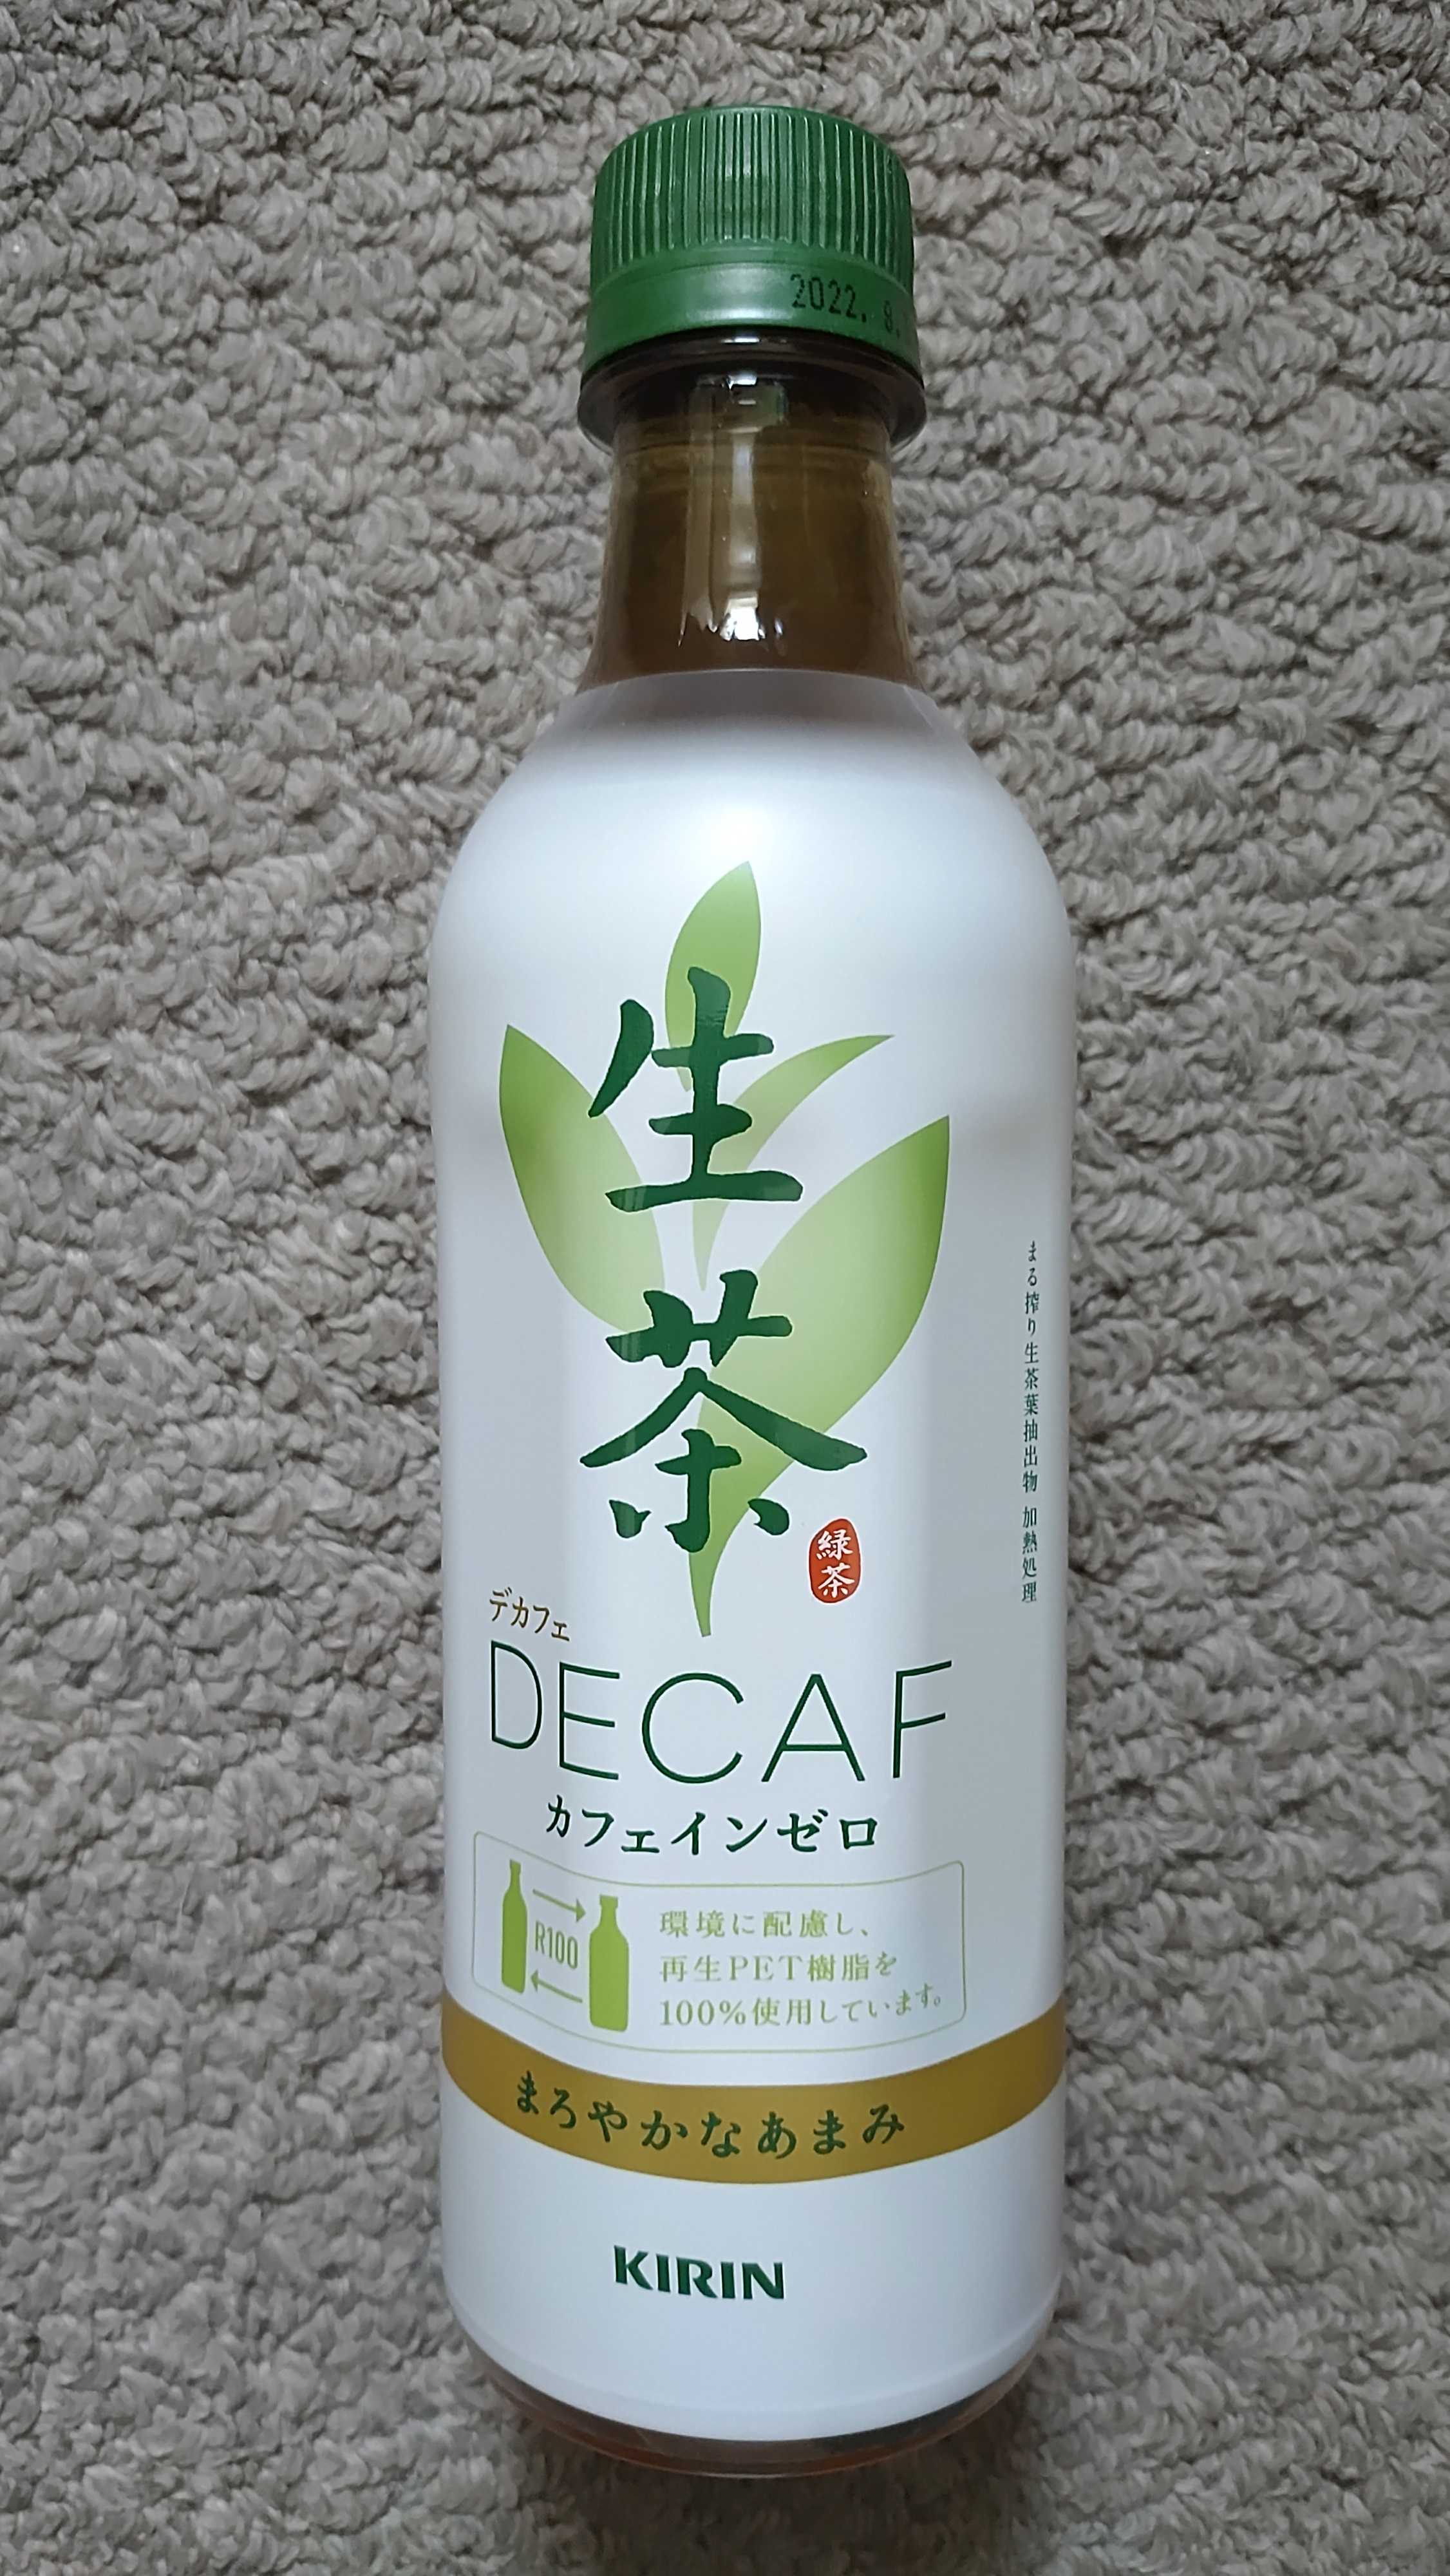 2022. 9.
生茶
緑茶
まる搾り生茶葉抽出物 加熱処理
デカフェ
DECAF
カフェインゼロ
R100
環境に配慮し、
再生PET樹脂を
100%使用しています。
まろやかなあまみ
KIRIN